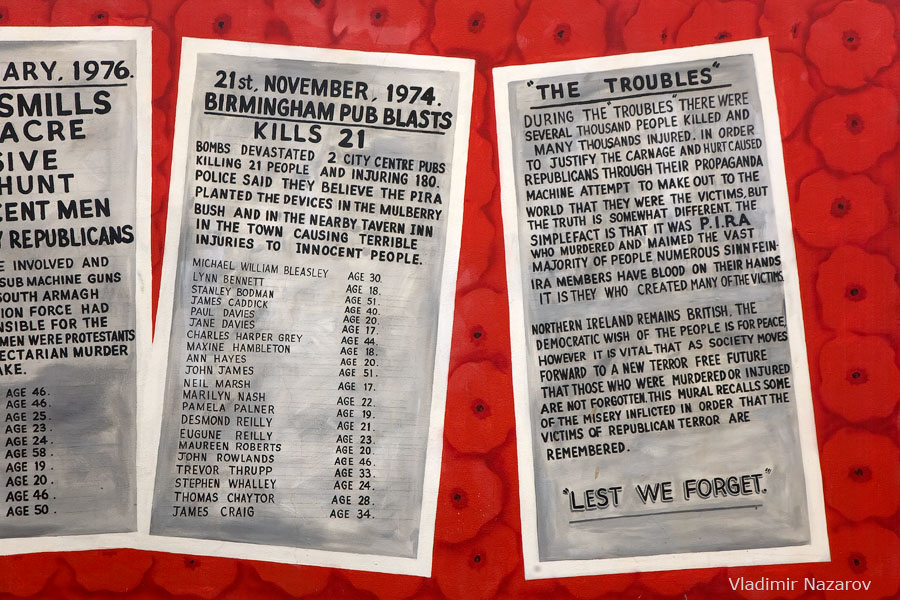 ARY, 1976.
SMILLS
ACRE
SIVE
HUNT
CENT MEN
Y REPUBLICANS
E INVOLVED AND
SUB MACHINE GUNS
SOUTH ARMAGH
ION FORCE HAD
NSIBLE FOR THE
MEN WERE PROTESTANTS
ECTARIAN MURDER
AKE.
AGE 46.
AGE 46.
AGE 25.
AGE 23.
AGE 24.
AGE 58.
AGE 19.
AGE 20.
AGE 46.
AGE 50.
21st, NOVEMBER, 1974.
BIRMINGHAM PUB BLASTS
KILLS 21
BOMBS DEVASTATED 2 CITY CENTRE PUBS
KILLING 21 PEOPLE AND INJURING 180.
POLICE SAID THEY BELIEVE THE PIRA
PLANTED THE DEVICES IN THE MULBERRY
BUSH AND IN THE NEARBY TAVERN INN
IN THE TOWN CAUSING TERRIBLE
INJURIES TO INNOCENT PEOPLE.
MICHAEL WILLIAM BLEASLEY AGE 30.
LYNN BENNETT AGE 18.
STANLEY BODMAN AGE 51.
JAMES CADDICK AGE 40.
PAUL DAVIES AGE 20.
JANE DAVIES AGE 17.
CHARLES HARPER GREY AGE 44.
MAXINE HAMBLETON AGE 18.
ANN HAYES AGE 20.
JOHN JAMES AGE 51.
NEIL MARSH AGE 17.
MARILYN NASH AGE 22.
PAMELA PALNER AGE 19.
DESMOND REILLY AGE 21.
EUGUNE REILLY AGE 23.
MAUREEN ROBERTS AGE 20.
JOHN ROWLANDS AGE 46.
TREVOR THRUPP AGE 33.
STEPHEN WHALLEY AGE 24.
THOMAS CHAYTOR AGE 28.
JAMES CRAIG AGE 34.
"THE TROUBLES"
DURING THE "TROUBLES" THERE WERE
SEVERAL THOUSAND PEOPLE KILLED AND
MANY THOUSANDS INJURED. IN ORDER
TO JUSTIFY THE CARNAGE AND HURT CAUSED
REPUBLICANS THROUGH THEIR PROPAGANDA
MACHINE ATTEMPT TO MAKE OUT TO THE
WORLD THAT THEY WERE THE VICTIMS, BUT
THE TRUTH IS SOMEWHAT DIFFERENT. THE
SIMPLEFACT IS THAT IT WAS P.I.RA
WHO MURDERED AND MAIMED THE VAST
MAJORITY OF PEOPLE. NUMEROUS SINN FEIN-
IRA MEMBERS HAVE BLOOD ON THEIR HANDS
IT IS THEY WHO CREATED MANY OF THE VICTIMS.
NORTHERN IRELAND REMAINS BRITISH. THE
DEMOCRATIC WISH OF THE PEOPLE IS FOR PEACE,
HOWEVER IT IS VITAL THAT AS SOCIETY MOVES
FORWARD TO A NEW TERROR FREE FUTURE
THAT THOSE WHO WERE MURDERED OR INJURED
ARE NOT FORGOTTEN. THIS MURAL RECALLS SOME
OF THE MISERY INFLICTED IN ORDER THAT THE
VICTIMS OF REPUBLICAN TERROR ARE
REMEMBERED.
"LEST WE FORGET."
Vladimir Nazarov